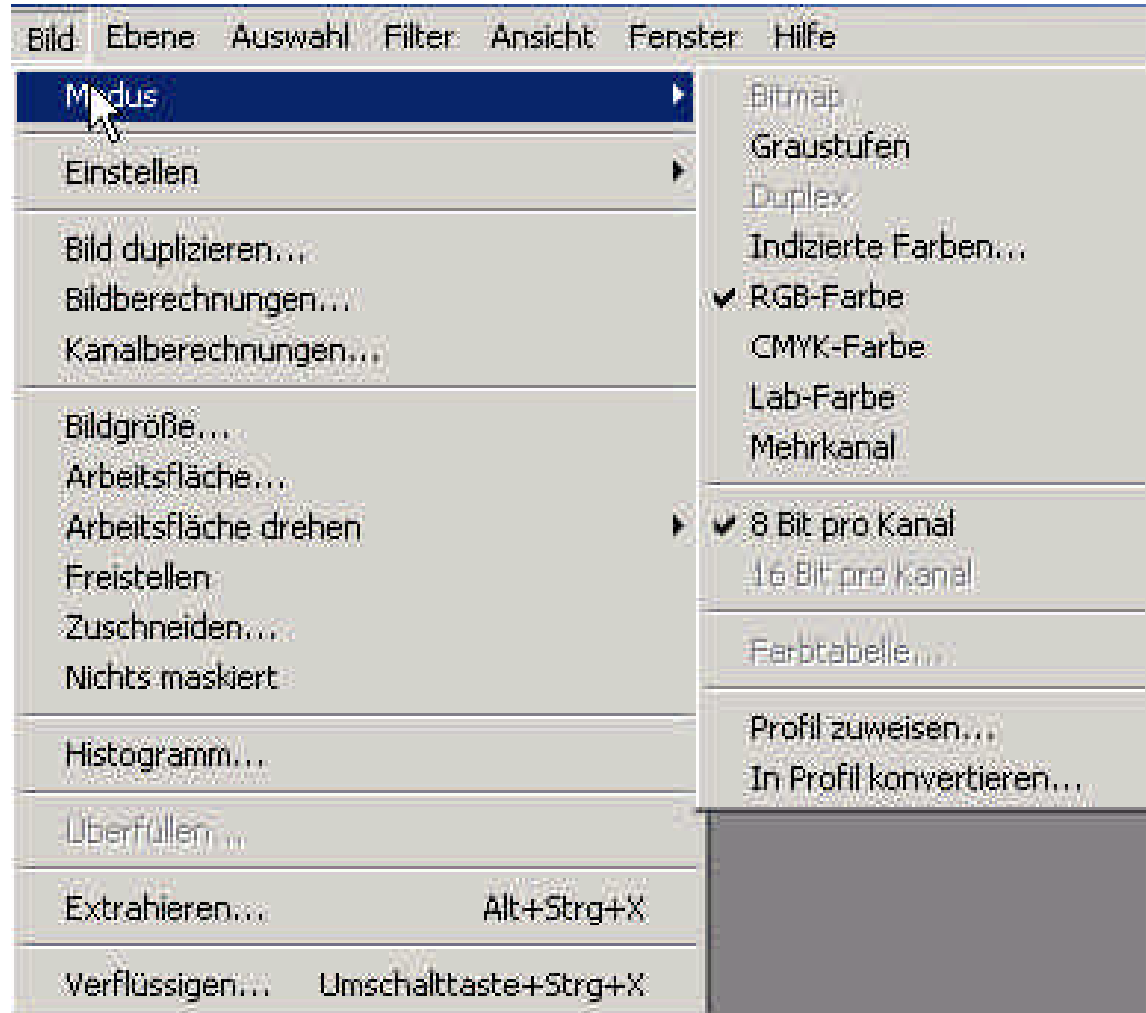 Bild Ebene Auswahl Filter Ansicht Fenster Hilfe
Modus
Einstellen
Bild duplizieren...
Bildberechnungen...
Kanalberechnungen...
Bildgröße...
Arbeitsfläche...
Arbeitsfläche drehen
Freistellen
Zuschneiden...
Nichts maskiert
Histogramm...
Überfüllen...
Extrahieren... Alt+Strg+X
Verflüssigen... Umschalttaste+Strg+X
Bitmap
Graustufen
Duplex
Indizierte Farben...
RGB-Farbe
CMYK-Farbe
Lab-Farbe
Mehrkanal
8 Bit pro Kanal
16 Bit pro Kanal
Farbtabelle...
Profil zuweisen...
In Profil konvertieren...